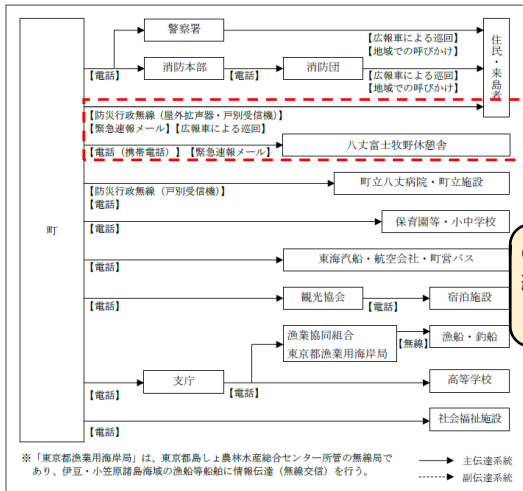 警察署
【広報車による巡回】
【地域での呼びかけ】
【電話】
消防本部
【電話】
消防団
【広報車による巡回】
【地域での呼びかけ】
住民・来島者
【防災行政無線（屋外拡声器・戸別受信機）】
【緊急速報メール】【広報車による巡回】
【電話（携帯電話）】【緊急速報メール】
八丈富士牧野休憩舎
【防災行政無線（戸別受信機）】
【電話】
町立八丈病院・町立施設
町
【電話】
保育園等・小中学校
【電話】
東海汽船・航空会社・町営バス
【電話】
観光協会
【電話】
宿泊施設
漁業協同組合
東京都漁業用海岸局
【無線】
漁船・釣船
【電話】
支庁
【電話】
高等学校
【電話】
社会福祉施設
※「東京都漁業用海岸局」は、東京都島しょ農林水産総合センター所管の無線局で
あり、伊豆・小笠原諸島海域の漁船等船舶に情報伝達（無線交信）を行う。
主伝達系統
副伝達系統